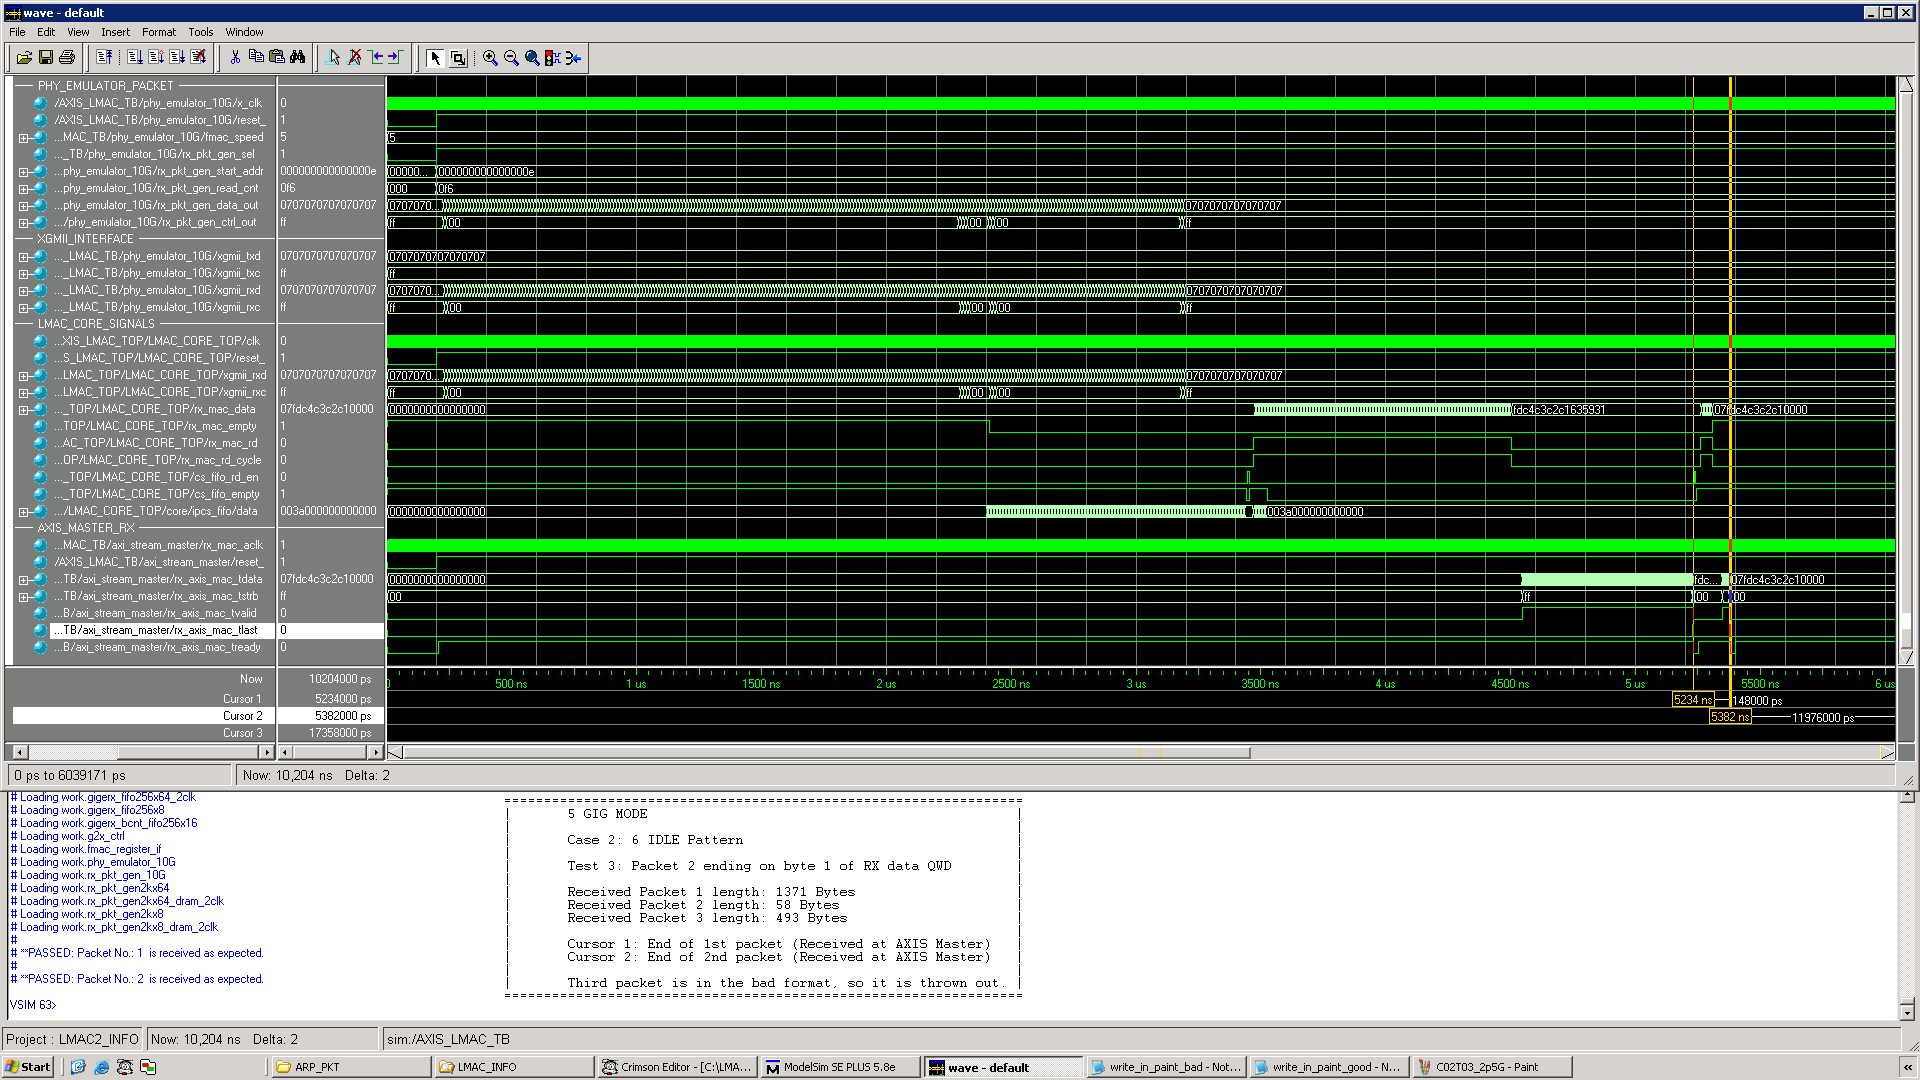 wave - default
File Edit View Insert Format Tools Window
PHY_EMULATOR_PACKET
/AXIS_LMAC_TB/phy_emulator_10G/x_clk 0
/AXIS_LMAC_TB/phy_emulator_10G/reset_ 1
...MAC_TB/phy_emulator_10G/fmac_speed 5 5
..._TB/phy_emulator_10G/rx_pkt_gen_sel 1
...phy_emulator_10G/rx_pkt_gen_start_addr 000000000000000e 00000... 000000000000000e
...phy_emulator_10G/rx_pkt_gen_read_cnt 0f6 000 0f6
...phy_emulator_10G/rx_pkt_gen_data_out 0707070707070707 0707070... 0707070707070707
.../phy_emulator_10G/rx_pkt_gen_ctrl_out ff ff 00 00 00 ff
XGMII_INTERFACE
..._LMAC_TB/phy_emulator_10G/xgmii_txd 0707070707070707 0707070707070707
..._LMAC_TB/phy_emulator_10G/xgmii_txc ff ff
..._LMAC_TB/phy_emulator_10G/xgmii_rxd 0707070707070707 0707070... 0707070707070707
..._LMAC_TB/phy_emulator_10G/xgmii_rxc ff ff 00 00 00 ff
LMAC_CORE_SIGNALS
...XIS_LMAC_TOP/LMAC_CORE_TOP/clk 0
...S_LMAC_TOP/LMAC_CORE_TOP/reset_ 1
...LMAC_TOP/LMAC_CORE_TOP/xgmii_rxd 0707070707070707 0707070... 0707070707070707
...LMAC_TOP/LMAC_CORE_TOP/xgmii_rxc ff ff 00 00 00 ff
..._TOP/LMAC_CORE_TOP/rx_mac_data 07fdc4c3c2c10000 0000000000000000 fdc4c3c2c1635931 07fdc4c3c2c10000
...TOP/LMAC_CORE_TOP/rx_mac_empty 1
...AC_TOP/LMAC_CORE_TOP/rx_mac_rd 0
...OP/LMAC_CORE_TOP/rx_mac_rd_cycle 0
..._TOP/LMAC_CORE_TOP/cs_fifo_rd_en 0
..._TOP/LMAC_CORE_TOP/cs_fifo_empty 1
.../LMAC_CORE_TOP/core/ipcs_fifo/data 003a000000000000 0000000000000000 003a000000000000
AXIS_MASTER_RX
...MAC_TB/axi_stream_master/rx_mac_aclk 1
/AXIS_LMAC_TB/axi_stream_master/reset_ 1
...TB/axi_stream_master/rx_axis_mac_tdata 07fdc4c3c2c10000 0000000000000000 fdc... 07fdc4c3c2c10000
...TB/axi_stream_master/rx_axis_mac_tstrb ff 00 ff 00 00
...B/axi_stream_master/rx_axis_mac_tvalid 0
...TB/axi_stream_master/rx_axis_mac_tlast 0
...B/axi_stream_master/rx_axis_mac_tready 0
Now 10204000 ps 0 500 ns 1 us 1500 ns 2 us 2500 ns 3 us 3500 ns 4 us 4500 ns 5 us 5500 ns 6 us
Cursor 1 5234000 ps 5234 ns 148000 ps
Cursor 2 5382000 ps 5382 ns 11976000 ps
Cursor 3 17358000 ps
0 ps to 6039171 ps Now: 10,204 ns Delta: 2
# Loading work.gigerx_fifo256x64_2clk
# Loading work.gigerx_fifo256x8
# Loading work.gigerx_bcnt_fifo256x16
# Loading work.g2x_ctrl
# Loading work.fmac_register_if
# Loading work.phy_emulator_10G
# Loading work.rx_pkt_gen_10G
# Loading work.rx_pkt_gen2kx64
# Loading work.rx_pkt_gen2kx64_dram_2clk
# Loading work.rx_pkt_gen2kx8
# Loading work.rx_pkt_gen2kx8_dram_2clk
#
# **PASSED: Packet No.: 1 is received as expected.
#
# **PASSED: Packet No.: 2 is received as expected.
VSIM 63>
5 GIG MODE
Case 2: 6 IDLE Pattern
Test 3: Packet 2 ending on byte 1 of RX data QWD
Received Packet 1 length: 1371 Bytes
Received Packet 2 length: 58 Bytes
Received Packet 3 length: 493 Bytes
Cursor 1: End of 1st packet (Received at AXIS Master)
Cursor 2: End of 2nd packet (Received at AXIS Master)
Third packet is in the bad format, so it is thrown out.
Project : LMAC2_INFO Now: 10,204 ns Delta: 2 sim:/AXIS_LMAC_TB
Start ARP_PKT LMAC_INFO Crimson Editor - [C:\LMA... ModelSim SE PLUS 5.8e wave - default write_in_paint_bad - Not... write_in_paint_good - N... C02T03_2p5G - Paint